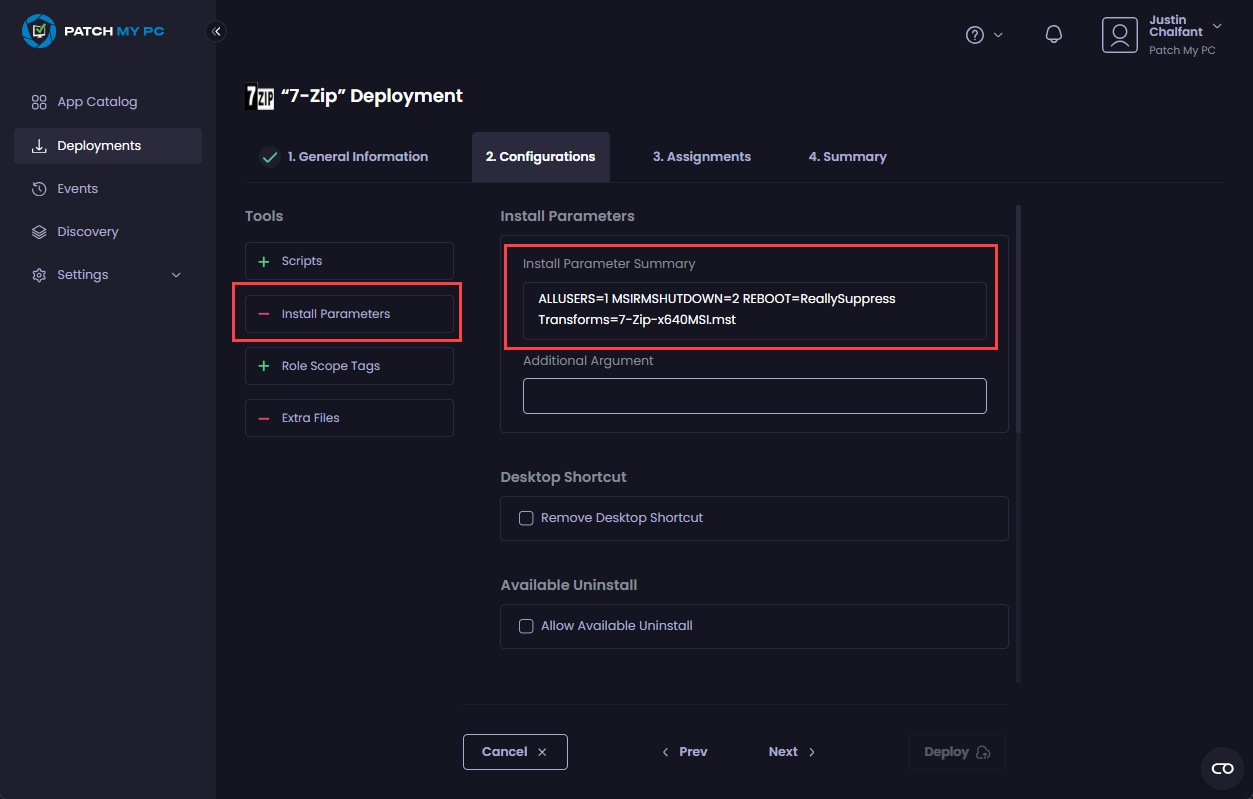 PATCH MY PC
Justin
Chalfant
Patch My PC
App Catalog
Deployments
Events
Discovery
Settings
7ZIP “7-Zip” Deployment
1. General Information
2. Configurations
3. Assignments
4. Summary
Tools
Scripts
Install Parameters
Role Scope Tags
Extra Files
Install Parameters
Install Parameter Summary
ALLUSERS=1 MSIRMSHUTDOWN=2 REBOOT=ReallySuppress
Transforms=7-Zip-x640MSI.mst
Additional Argument
Desktop Shortcut
Remove Desktop Shortcut
Available Uninstall
Allow Available Uninstall
Cancel
Prev
Next
Deploy